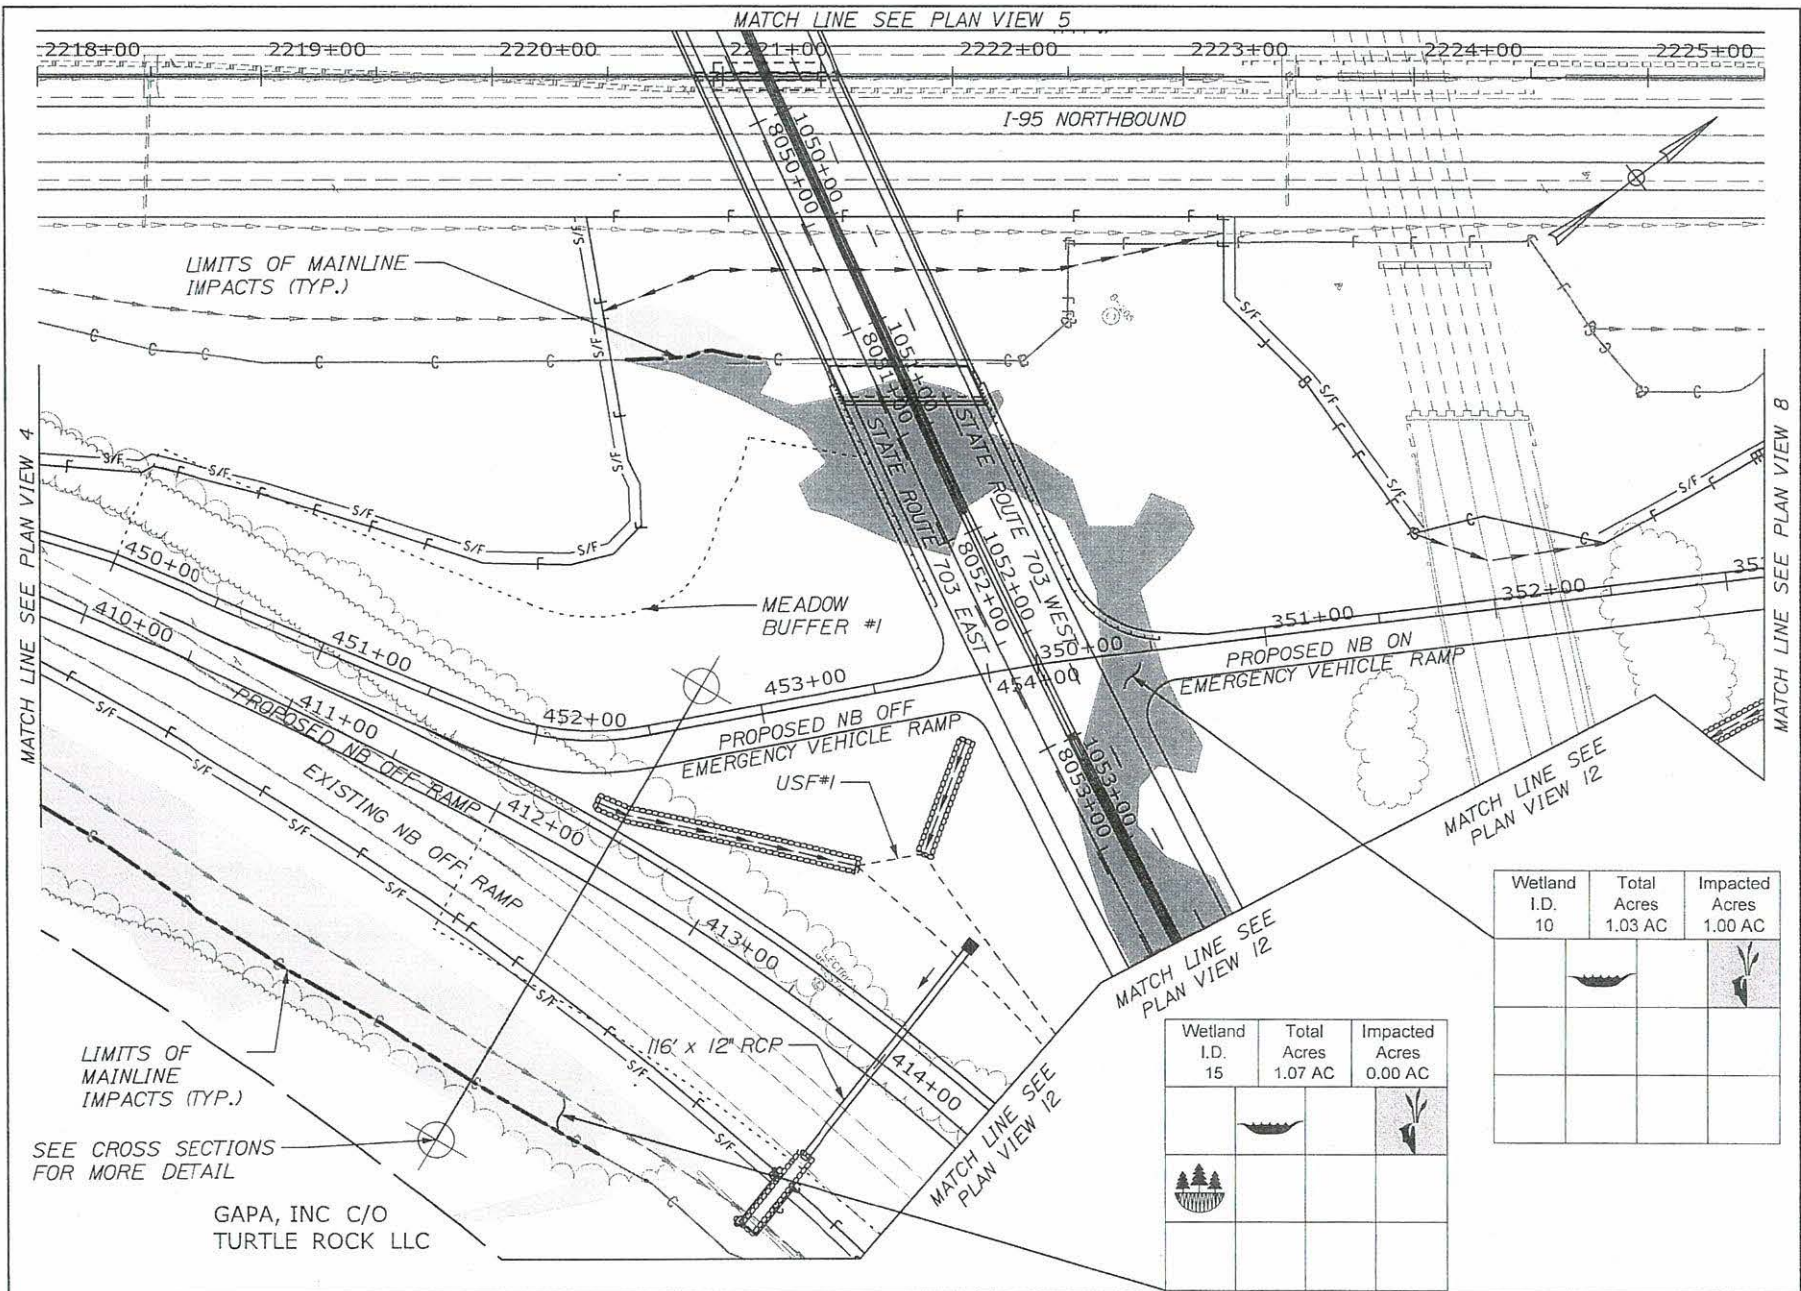 MATCH LINE SEE PLAN VIEW 5
2218+00 2219+00 2220+00 2221+00 2222+00 2223+00 2224+00 2225+00
I-95 NORTHBOUND
1050+00
8050+00
LIMITS OF MAINLINE
IMPACTS (TYP.)
1051+00
8051+00
STATE ROUTE 703 EAST
STATE ROUTE 703 WEST
MATCH LINE SEE PLAN VIEW 4
MATCH LINE SEE PLAN VIEW 8
1052+00
8052+00
450+00
410+00
451+00
411+00
MEADOW
BUFFER #1
350+00
351+00
352+00
PROPOSED NB ON
EMERGENCY VEHICLE RAMP
452+00
453+00
454+00
PROPOSED NB OFF
EMERGENCY VEHICLE RAMP
PROPOSED NB OFF RAMP
EXISTING NB OFF RAMP
412+00
USF#1
1053+00
8053+00
MATCH LINE SEE
PLAN VIEW 12
413+00
MATCH LINE SEE
PLAN VIEW 12
Wetland Total Impacted
I.D. Acres Acres
10 1.03 AC 1.00 AC
LIMITS OF
MAINLINE
IMPACTS (TYP.)
116' x 12" RCP
414+00
MATCH LINE SEE
PLAN VIEW 12
Wetland Total Impacted
I.D. Acres Acres
15 1.07 AC 0.00 AC
SEE CROSS SECTIONS
FOR MORE DETAIL
GAPA, INC C/O
TURTLE ROCK LLC